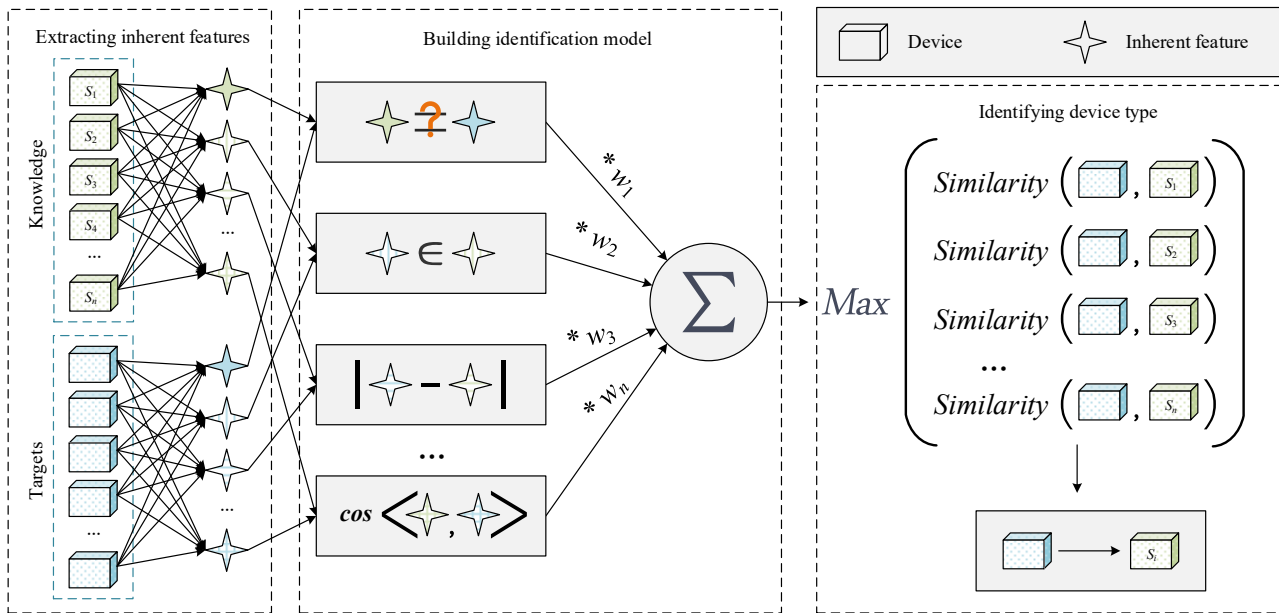 Extracting inherent features
Knowledge
S1
S2
S3
S4
...
Sn
...
Targets
...
...
Building identification model
?
∈
| − |
...
cos < , >
* w1
* w2
* w3
* wn
Σ
Device
Inherent feature
Identifying device type
Max
Similarity ( , S1 )
Similarity ( , S2 )
Similarity ( , S3 )
...
Similarity ( , Sn )
Si